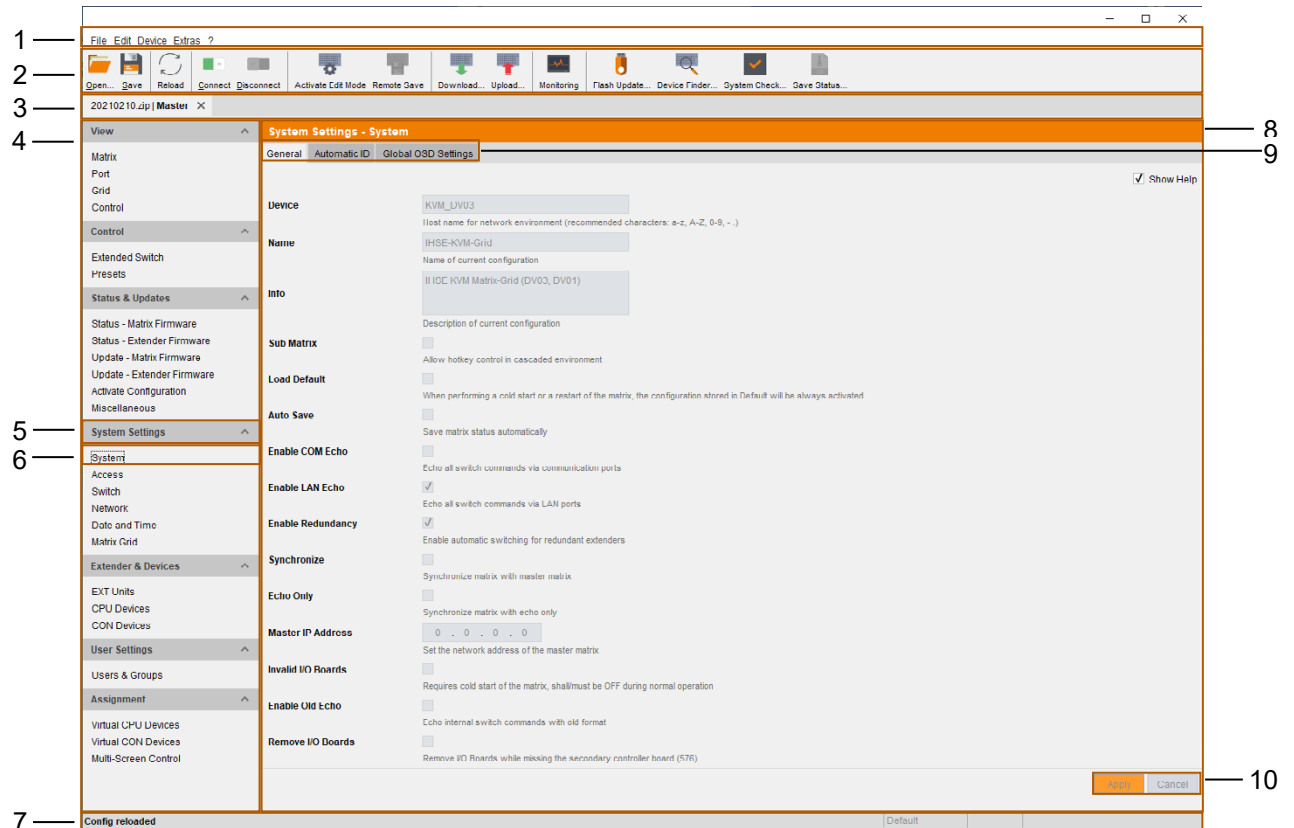 1
File Edit Device Extras ?
2
Open... Save Reload Connect Disconnect Activate Edit Mode Remote Save Download... Upload... Monitoring Flash Update... Device Finder... System Check... Save Status...
3
20210210.zip | Master
4
View
Matrix
Port
Grid
Control
Control
Extended Switch
Presets
Status & Updates
Status - Matrix Firmware
Status - Extender Firmware
Update - Matrix Firmware
Update - Extender Firmware
Activate Configuration
Miscellaneous
5
System Settings
6
System
Access
Switch
Network
Date and Time
Matrix Grid
Extender & Devices
EXT Units
CPU Devices
CON Devices
User Settings
Users & Groups
Assignment
Virtual CPU Devices
Virtual CON Devices
Multi-Screen Control
System Settings - System
8
General Automatic ID Global OSD Settings
9
Show Help
Device
KVM_DV03
Host name for network environment (recommended characters: a-z, A-Z, 0-9, - .)
Name
IHSE-KVM-Grid
Name of current configuration
Info
IHSE KVM Matrix-Grid (DV03, DV01)
Description of current configuration
Sub Matrix
Allow hotkey control in cascaded environment
Load Default
When performing a cold start or a restart of the matrix, the configuration stored in Default will be always activated
Auto Save
Save matrix status automatically
Enable COM Echo
Echo all switch commands via communication ports
Enable LAN Echo
Echo all switch commands via LAN ports
Enable Redundancy
Enable automatic switching for redundant extenders
Synchronize
Synchronize matrix with master matrix
Echo Only
Synchronize matrix with echo only
Master IP Address
0 . 0 . 0 . 0
Set the network address of the master matrix
Invalid I/O Boards
Requires cold start of the matrix, shall/must be OFF during normal operation
Enable Old Echo
Echo internal switch commands with old format
Remove I/O Boards
Remove I/O Boards while missing the secondary controller board (576)
Apply Cancel
10
7
Config reloaded
Default